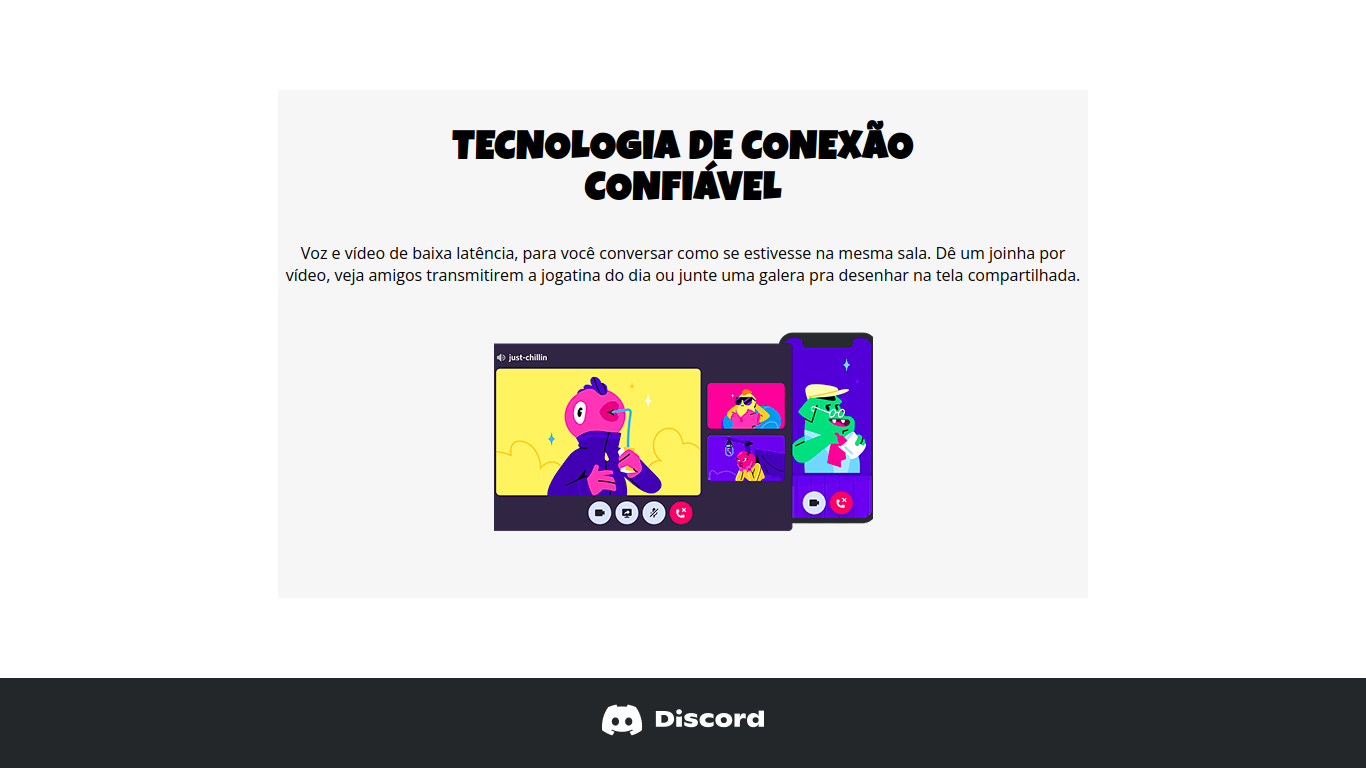 TECNOLOGIA DE CONEXÃO
CONFIÁVEL
Voz e vídeo de baixa latência, para você conversar como se estivesse na mesma sala. Dê um joinha por
vídeo, veja amigos transmitirem a jogatina do dia ou junte uma galera pra desenhar na tela compartilhada.
just-chillin
Discord